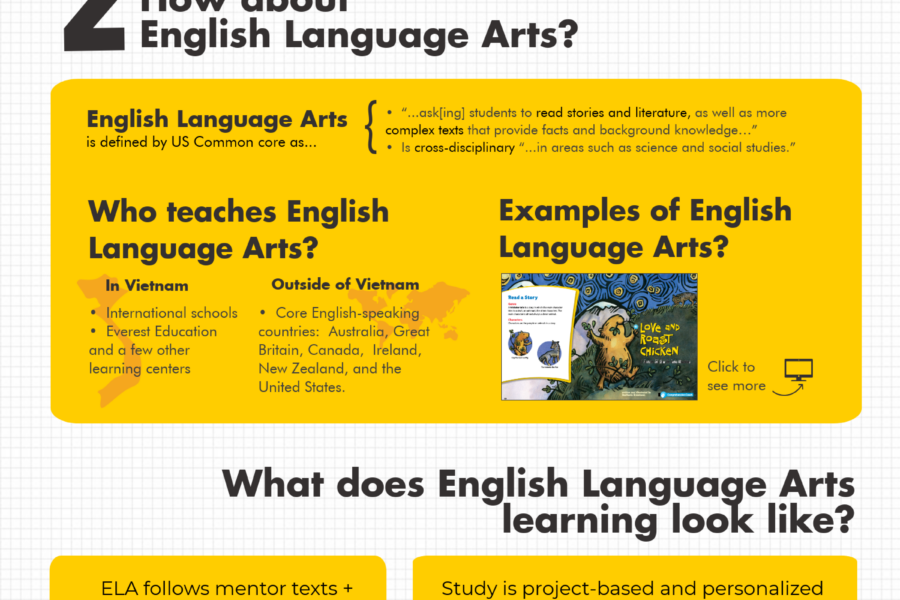 2
How about
English Language Arts?
English Language Arts
is defined by US Common core as...
• “...ask[ing] students to read stories and literature, as well as more
complex texts that provide facts and background knowledge...”
• Is cross-disciplinary “...in areas such as science and social studies.”
Who teaches English
Language Arts?
In Vietnam
• International schools
• Everest Education
and a few other
learning centers
Outside of Vietnam
• Core English-speaking
countries: Australia, Great
Britain, Canada, Ireland,
New Zealand, and the
United States.
Examples of English
Language Arts?
Read a Story
LOVE AND
ROAST
CHICKEN
Click to
see more
What does English Language Arts
learning look like?
ELA follows mentor texts +
Study is project-based and personalized